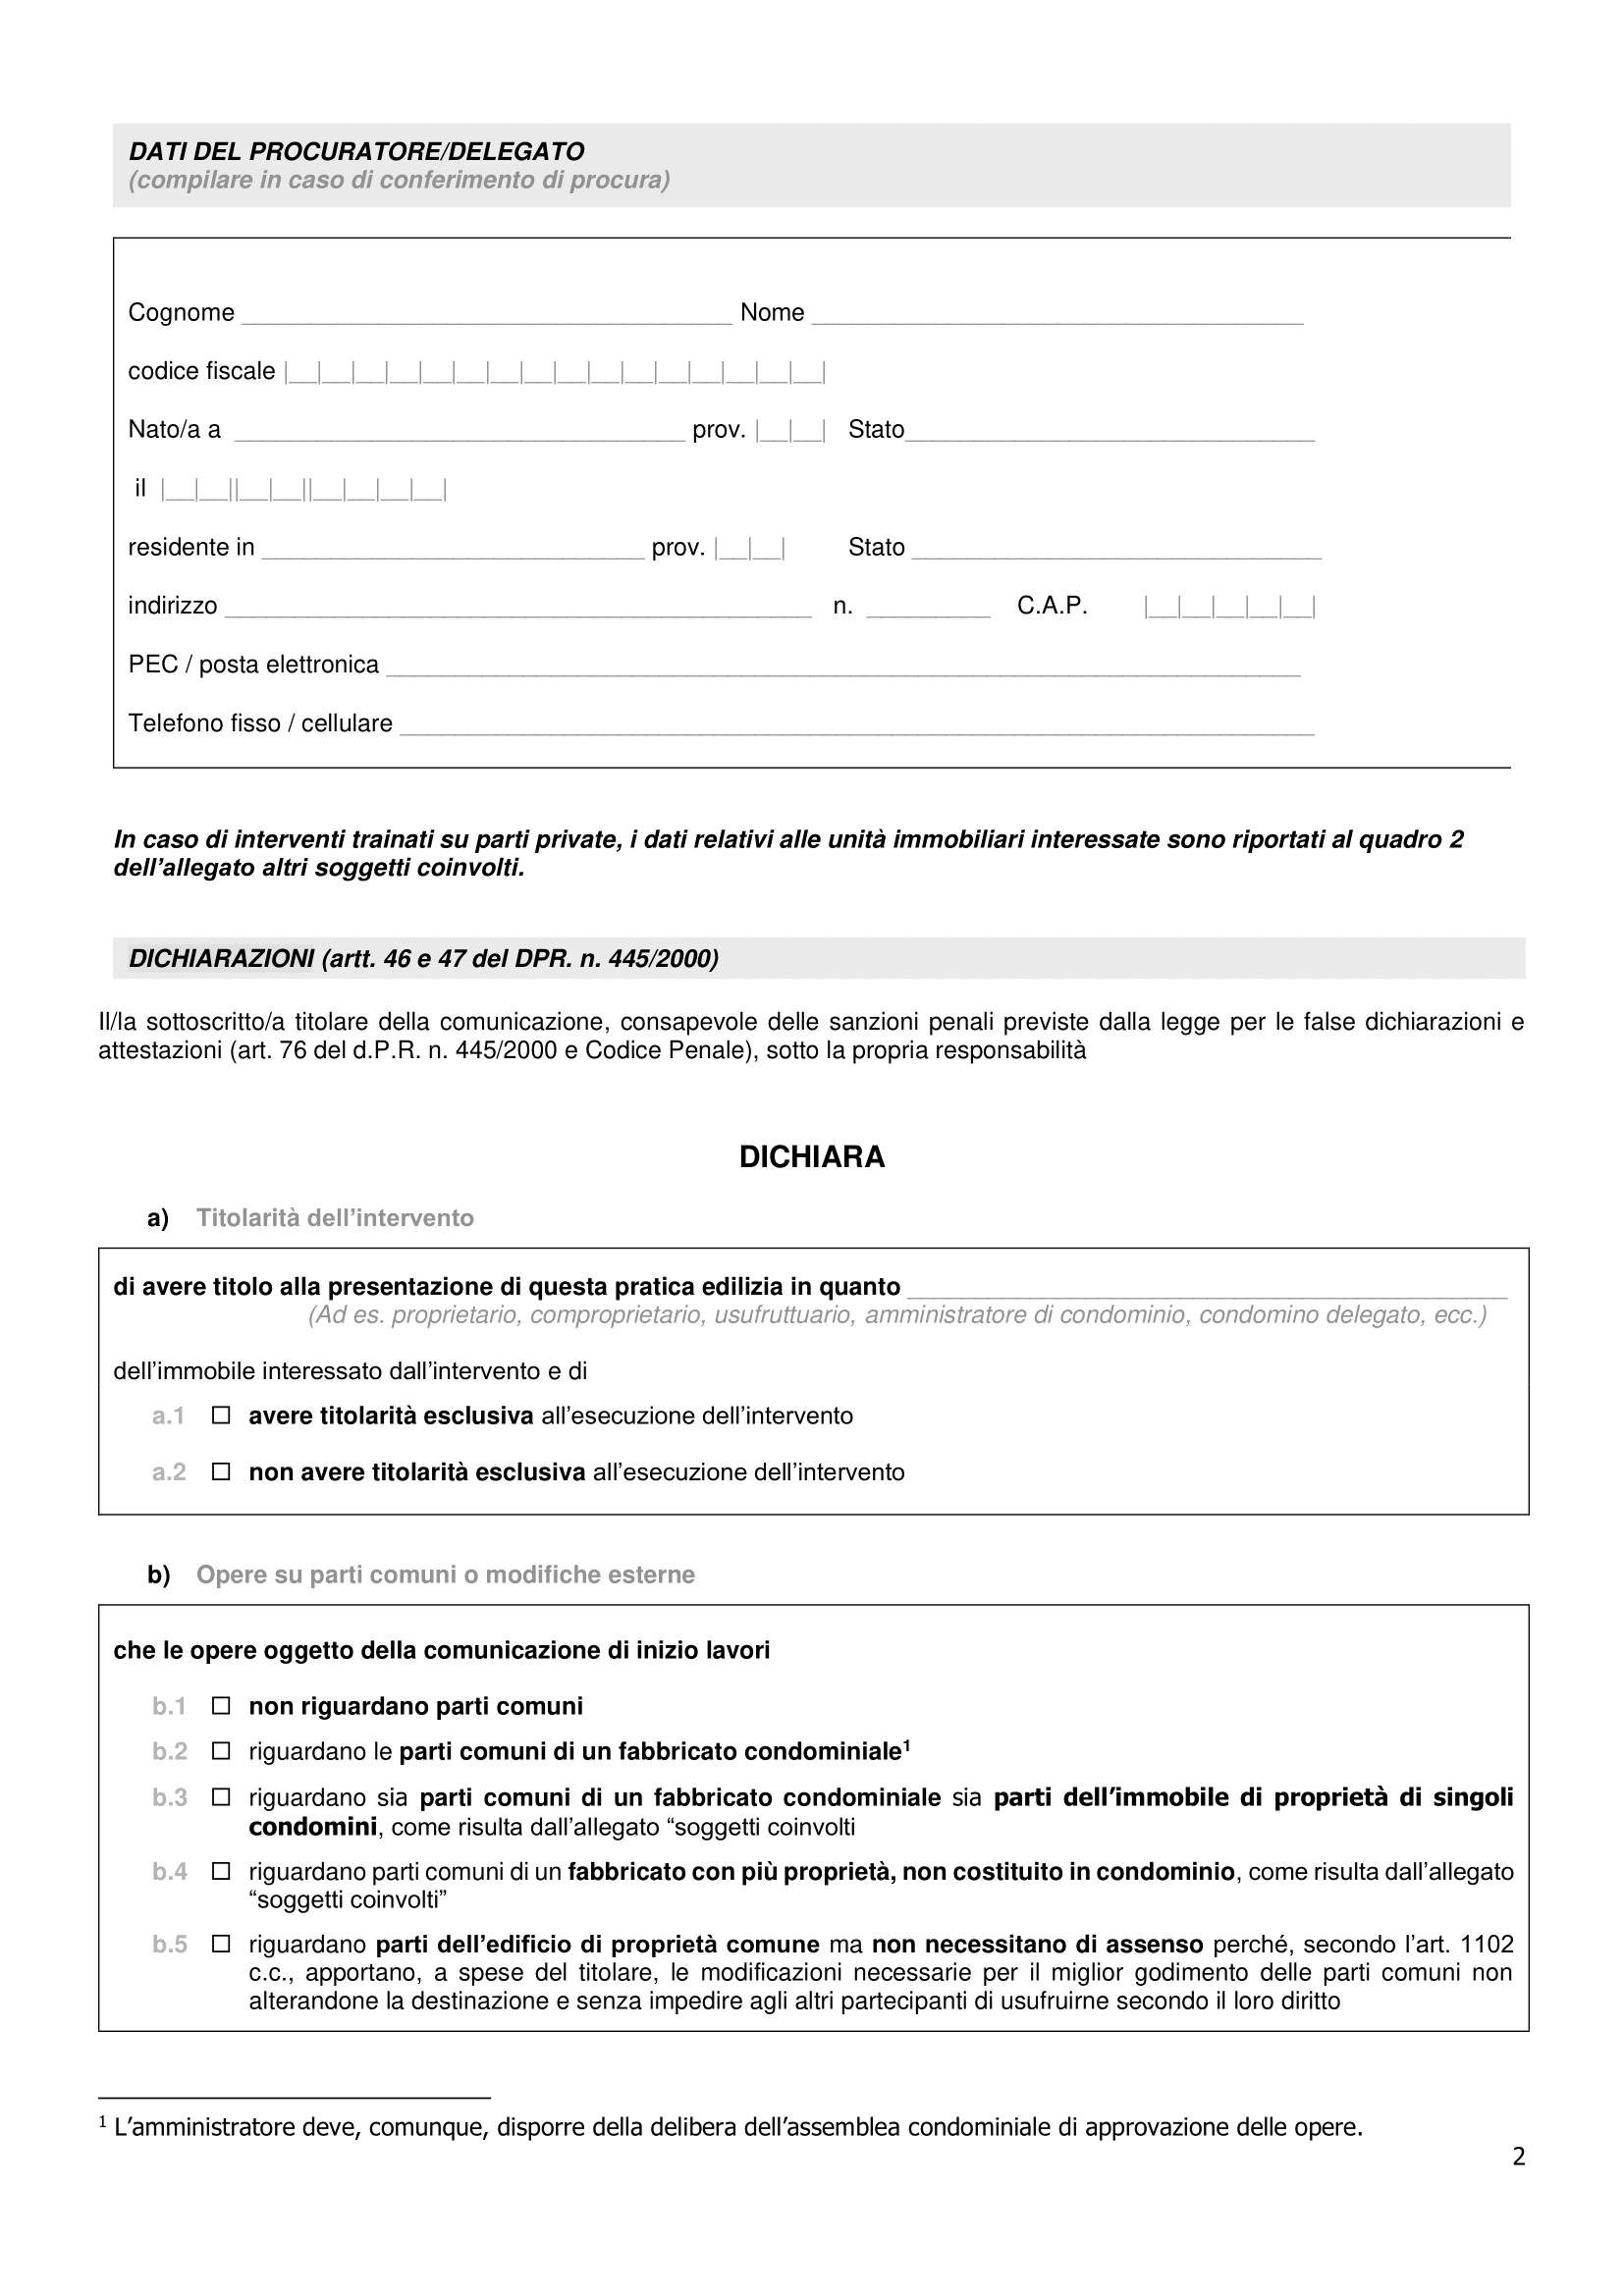 DATI DEL PROCURATORE/DELEGATO
(compilare in caso di conferimento di procura)
Cognome ____________________________________ Nome ____________________________________
codice fiscale |__|__|__|__|__|__|__|__|__|__|__|__|__|__|__|__|
Nato/a a _________________________________ prov. |__|__| Stato______________________________
il |__|__||__|__||__|__|__|__|
residente in ____________________________ prov. |__|__| Stato ______________________________
indirizzo ___________________________________________ n. _________ C.A.P. |__|__|__|__|__|
PEC / posta elettronica ___________________________________________________________________
Telefono fisso / cellulare ___________________________________________________________________
In caso di interventi trainati su parti private, i dati relativi alle unità immobiliari interessate sono riportati al quadro 2
dell’allegato altri soggetti coinvolti.
DICHIARAZIONI (artt. 46 e 47 del DPR. n. 445/2000)
Il/la sottoscritto/a titolare della comunicazione, consapevole delle sanzioni penali previste dalla legge per le false dichiarazioni e
attestazioni (art. 76 del d.P.R. n. 445/2000 e Codice Penale), sotto la propria responsabilità
DICHIARA
a) Titolarità dell’intervento
di avere titolo alla presentazione di questa pratica edilizia in quanto ____________________________________________
(Ad es. proprietario, comproprietario, usufruttuario, amministratore di condominio, condomino delegato, ecc.)
dell’immobile interessato dall’intervento e di
a.1 ☐ avere titolarità esclusiva all’esecuzione dell’intervento
a.2 ☐ non avere titolarità esclusiva all’esecuzione dell’intervento
b) Opere su parti comuni o modifiche esterne
che le opere oggetto della comunicazione di inizio lavori
b.1 ☐ non riguardano parti comuni
b.2 ☐ riguardano le parti comuni di un fabbricato condominiale¹
b.3 ☐ riguardano sia parti comuni di un fabbricato condominiale sia parti dell’immobile di proprietà di singoli
condomini, come risulta dall’allegato “soggetti coinvolti
b.4 ☐ riguardano parti comuni di un fabbricato con più proprietà, non costituito in condominio, come risulta dall’allegato
“soggetti coinvolti”
b.5 ☐ riguardano parti dell’edificio di proprietà comune ma non necessitano di assenso perché, secondo l’art. 1102
c.c., apportano, a spese del titolare, le modificazioni necessarie per il miglior godimento delle parti comuni non
alterandone la destinazione e senza impedire agli altri partecipanti di usufruirne secondo il loro diritto
¹ L’amministratore deve, comunque, disporre della delibera dell’assemblea condominiale di approvazione delle opere.
2